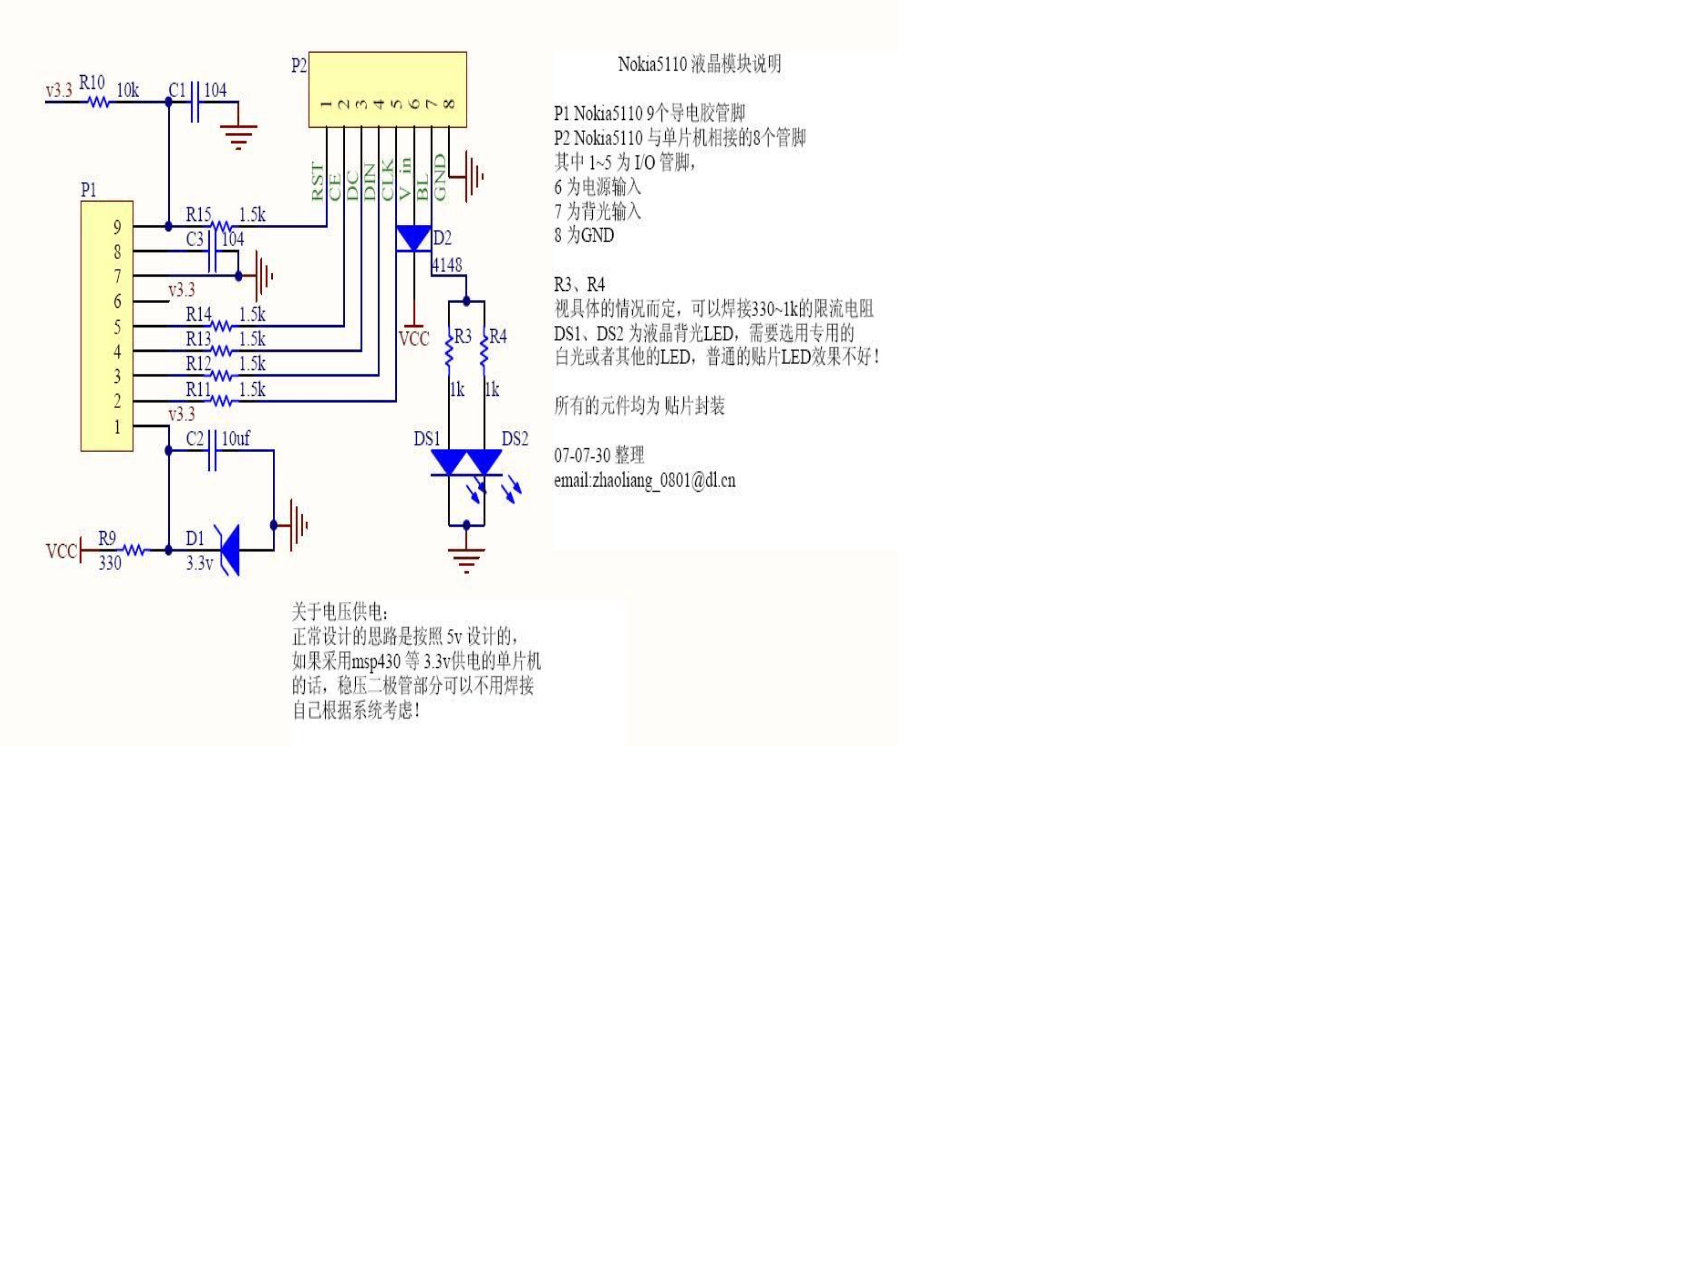 Nokia5110 液晶模块说明
P1 Nokia5110 9个导电胶管脚
P2 Nokia5110 与单片机相接的8个管脚
其中 1~5 为 I/O 管脚，
6 为电源输入
7 为背光输入
8 为GND
R3、R4
视具体的情况而定，可以焊接330~1k的限流电阻
DS1、DS2 为液晶背光LED，需要选用专用的
白光或者其他的LED，普通的贴片LED效果不好！
所有的元件均为 贴片封装
07-07-30 整理
email:zhaoliang_0801@dl.cn
P2
1 2 3 4 5 6 7 8
RST CE DC DIN CLK V in BL GND
v3.3 R10 10k C1 104
P1
9 R15 1.5k
8 C3 104
7
6 v3.3
5 R14 1.5k
4 R13 1.5k
3 R12 1.5k
2 R11 1.5k
1 v3.3
C2 10uf
VCC R9 330 D1 3.3v
D2
4148
VCC
R3 R4
1k 1k
DS1 DS2
关于电压供电：
正常设计的思路是按照 5v 设计的，
如果采用msp430 等 3.3v供电的单片机
的话，稳压二极管部分可以不用焊接
自己根据系统考虑！